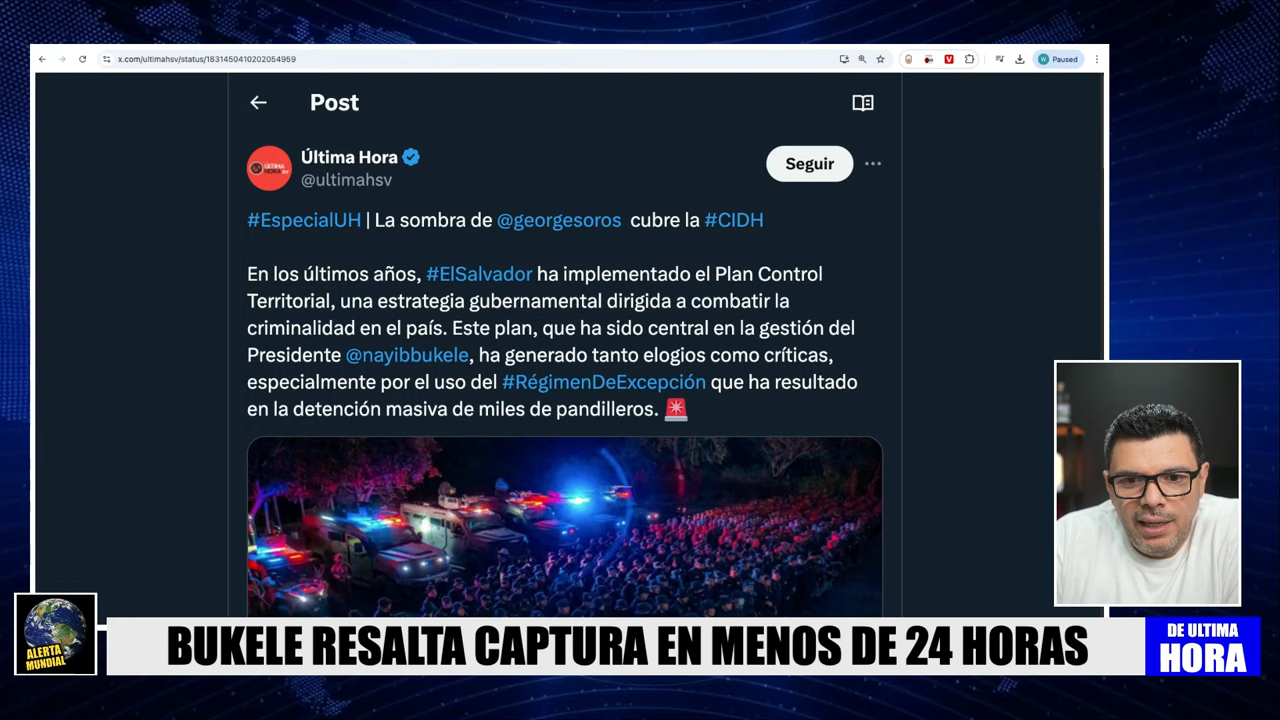 x.com/ultimahsv/status/1831450410202054959
W Paused
Post
ÚLTIMA
HORA
Última Hora
@ultimahsv
Seguir
#EspecialUH | La sombra de @georgesoros cubre la #CIDH
En los últimos años, #ElSalvador ha implementado el Plan Control
Territorial, una estrategia gubernamental dirigida a combatir la
criminalidad en el país. Este plan, que ha sido central en la gestión del
Presidente @nayibbukele, ha generado tanto elogios como críticas,
especialmente por el uso del #RégimenDeExcepción que ha resultado
en la detención masiva de miles de pandilleros.
ALERTA
MUNDIAL
BUKELE RESALTA CAPTURA EN MENOS DE 24 HORAS
DE ULTIMA
HORA